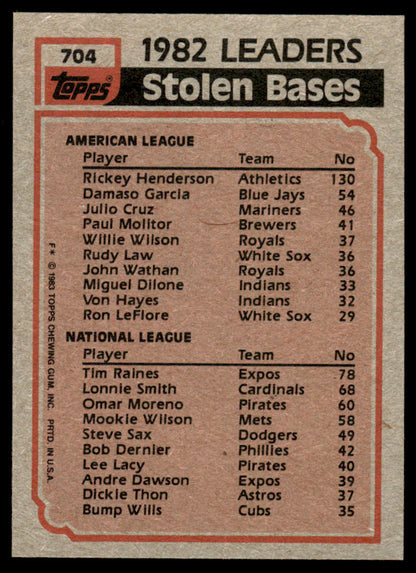 704
topps
1982 LEADERS
Stolen Bases
AMERICAN LEAGUE
Player Team No
Rickey Henderson Athletics 130
Damaso Garcia Blue Jays 54
Julio Cruz Mariners 46
Paul Molitor Brewers 41
Willie Wilson Royals 37
Rudy Law White Sox 36
John Wathan Royals 36
Miguel Dilone Indians 33
Von Hayes Indians 32
Ron LeFlore White Sox 29
NATIONAL LEAGUE
Player Team No
Tim Raines Expos 78
Lonnie Smith Cardinals 68
Omar Moreno Pirates 60
Mookie Wilson Mets 58
Steve Sax Dodgers 49
Bob Dernier Phillies 42
Lee Lacy Pirates 40
Andre Dawson Expos 39
Dickie Thon Astros 37
Bump Wills Cubs 35
F* © 1983 TOPPS CHEWING GUM, INC. PRTD. IN U.S.A.